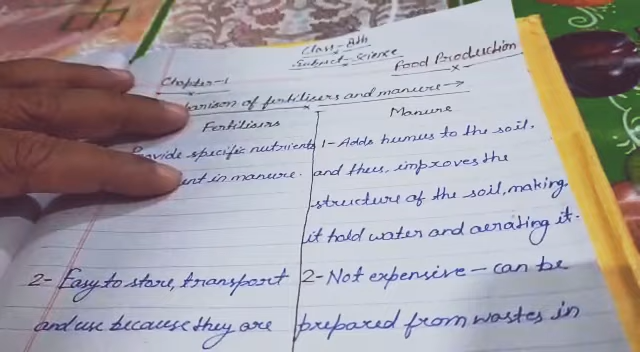 Class-8th
Subject-Science
Chapter-1
Food Production
arison of fertilisers and manure→
Fertilisers
Manure
Provide specific nutrients
ent in manure.
1-Adds humus to the soil,
and thus, improves the
structure of the soil, making
it hold water and aerating it.
2- Easy to store, transport
and use because they are
2-Not expensive - can be
prepared from wastes in